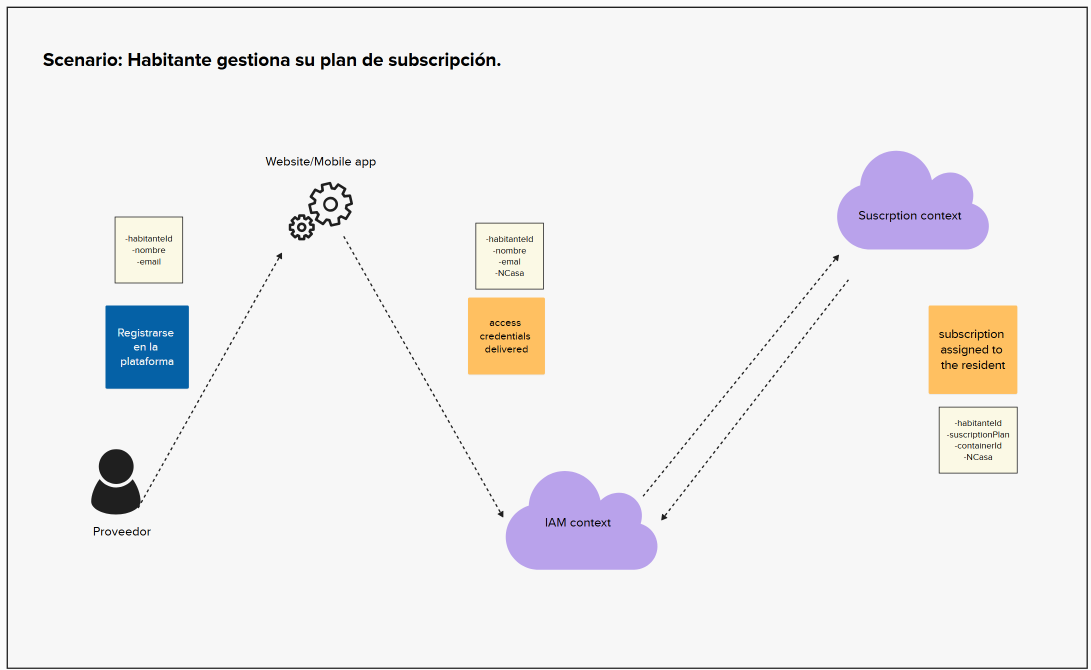 Scenario: Habitante gestiona su plan de subscripción.
Website/Mobile app
-habitanteId
-nombre
-email
Registrarse
en la
plataforma
Proveedor
-habitanteId
-nombre
-emal
-NCasa
access
credentials
delivered
IAM context
Suscrption context
subscription
assigned to
the resident
-habitanteId
-suscriptionPlan
-containerId
-NCasa